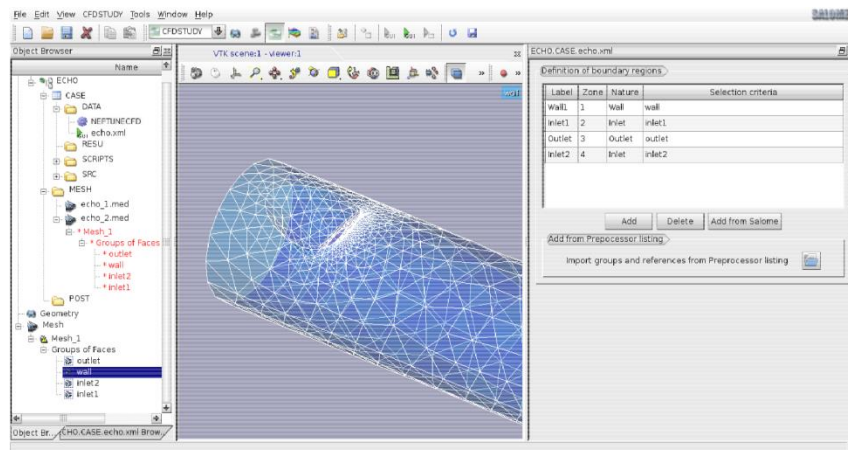 File Edit View CFDSTUDY Tools Window Help
CFDSTUDY
Object Browser
Name
ECHO
CASE
DATA
NEPTUNECFD
echo.xml
RESU
SCRIPTS
SRC
MESH
echo_1.med
echo_2.med
* Mesh_1
* Groups of Faces
* outlet
* wall
* inlet2
* inlet1
POST
Geometry
Mesh
Mesh_1
Groups of Faces
outlet
wall
inlet2
inlet1
Object Br... CHO.CASE.echo.xml Brow...
VTK scene:1 - viewer:1
wall
ECHO.CASE.echo.xml
Definition of boundary regions
Label Zone Nature Selection criteria
Wall1 1 Wall wall
Inlet1 2 Inlet inlet1
Outlet 3 Outlet outlet
Inlet2 4 Inlet inlet2
Add Delete Add from Salome
Add from Prepocessor listing
Import groups and references from Preprocessor listing